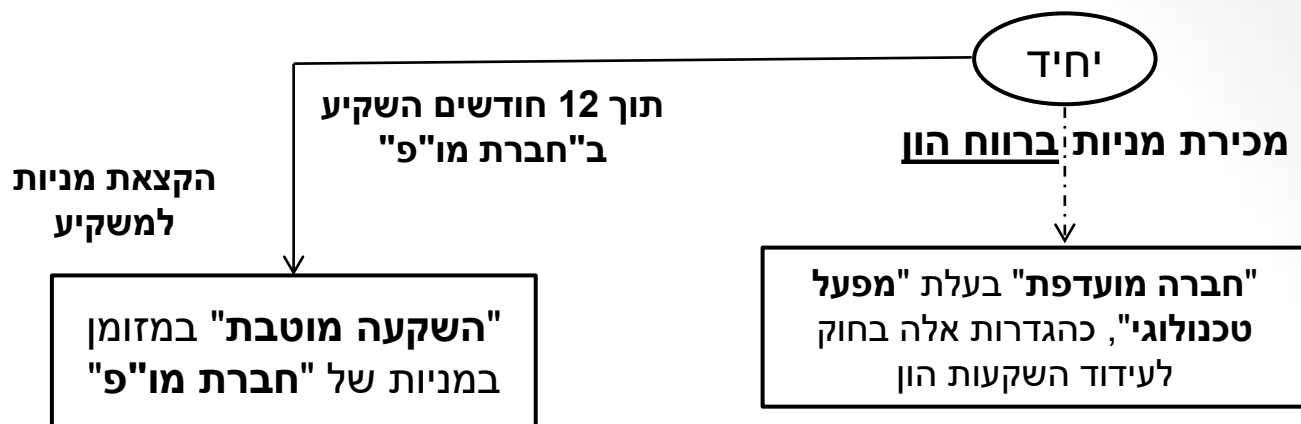 יחיד
מכירת מניות ברווח הון
"חברה מועדפת" בעלת "מפעל
טכנולוגי", כהגדרות אלה בחוק
לעידוד השקעות הון
תוך 12 חודשים השקיע
ב"חברת מו"פ"
הקצאת מניות
למשקיע
"השקעה מוטבת" במזומן
במניות של "חברת מו"פ"